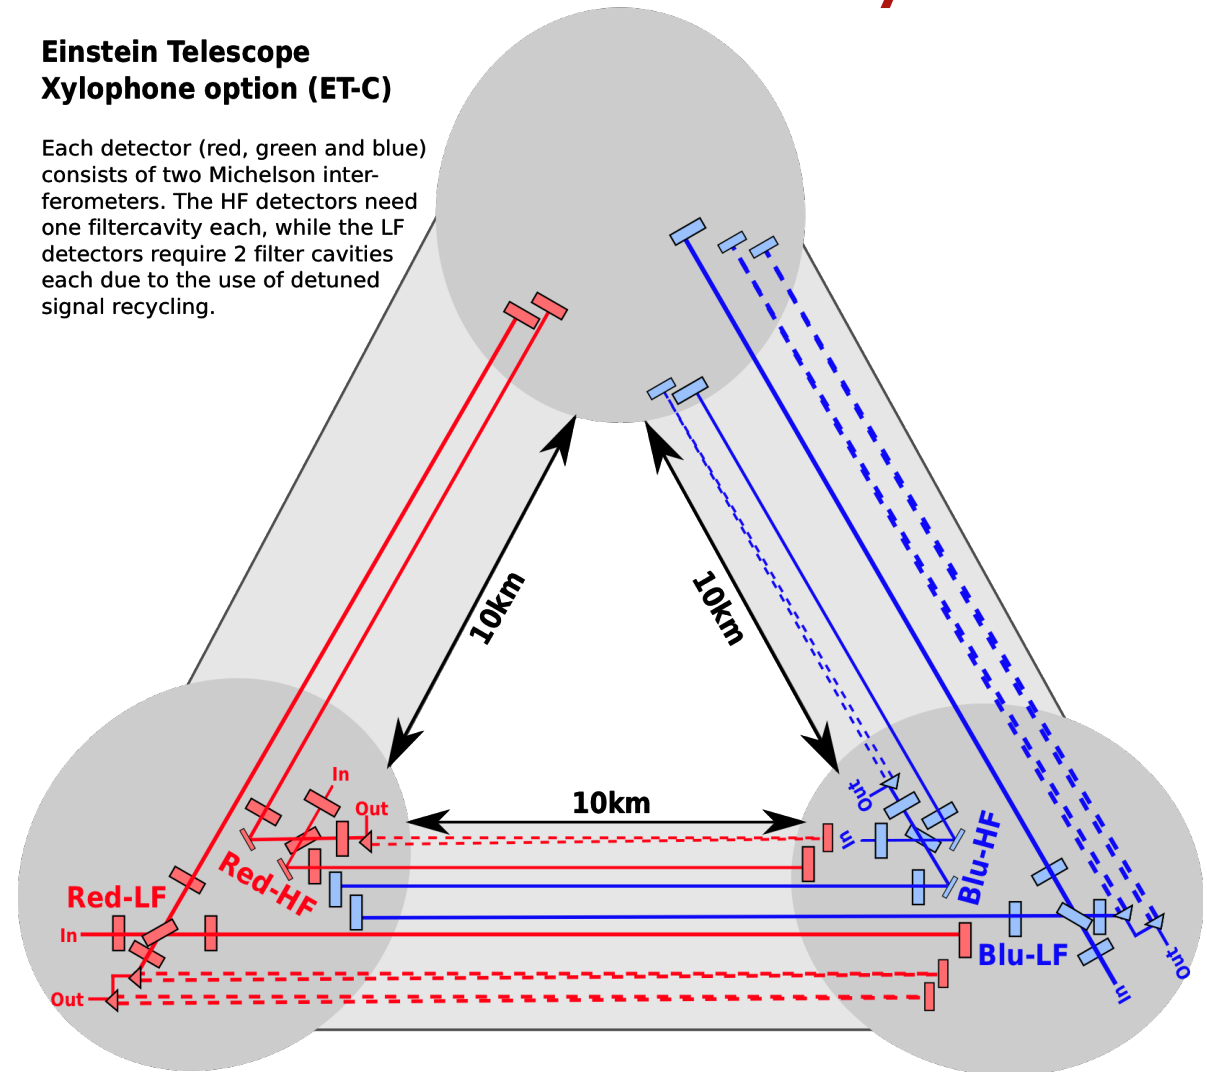 Einstein Telescope
Xylophone option (ET-C)
Each detector (red, green and blue)
consists of two Michelson inter-
ferometers. The HF detectors need
one filtercavity each, while the LF
detectors require 2 filter cavities
each due to the use of detuned
signal recycling.
10km
10km
10km
In
Out
Red-HF
Red-LF
In
Out
Out
In
Blu-HF
Blu-LF
Out
In